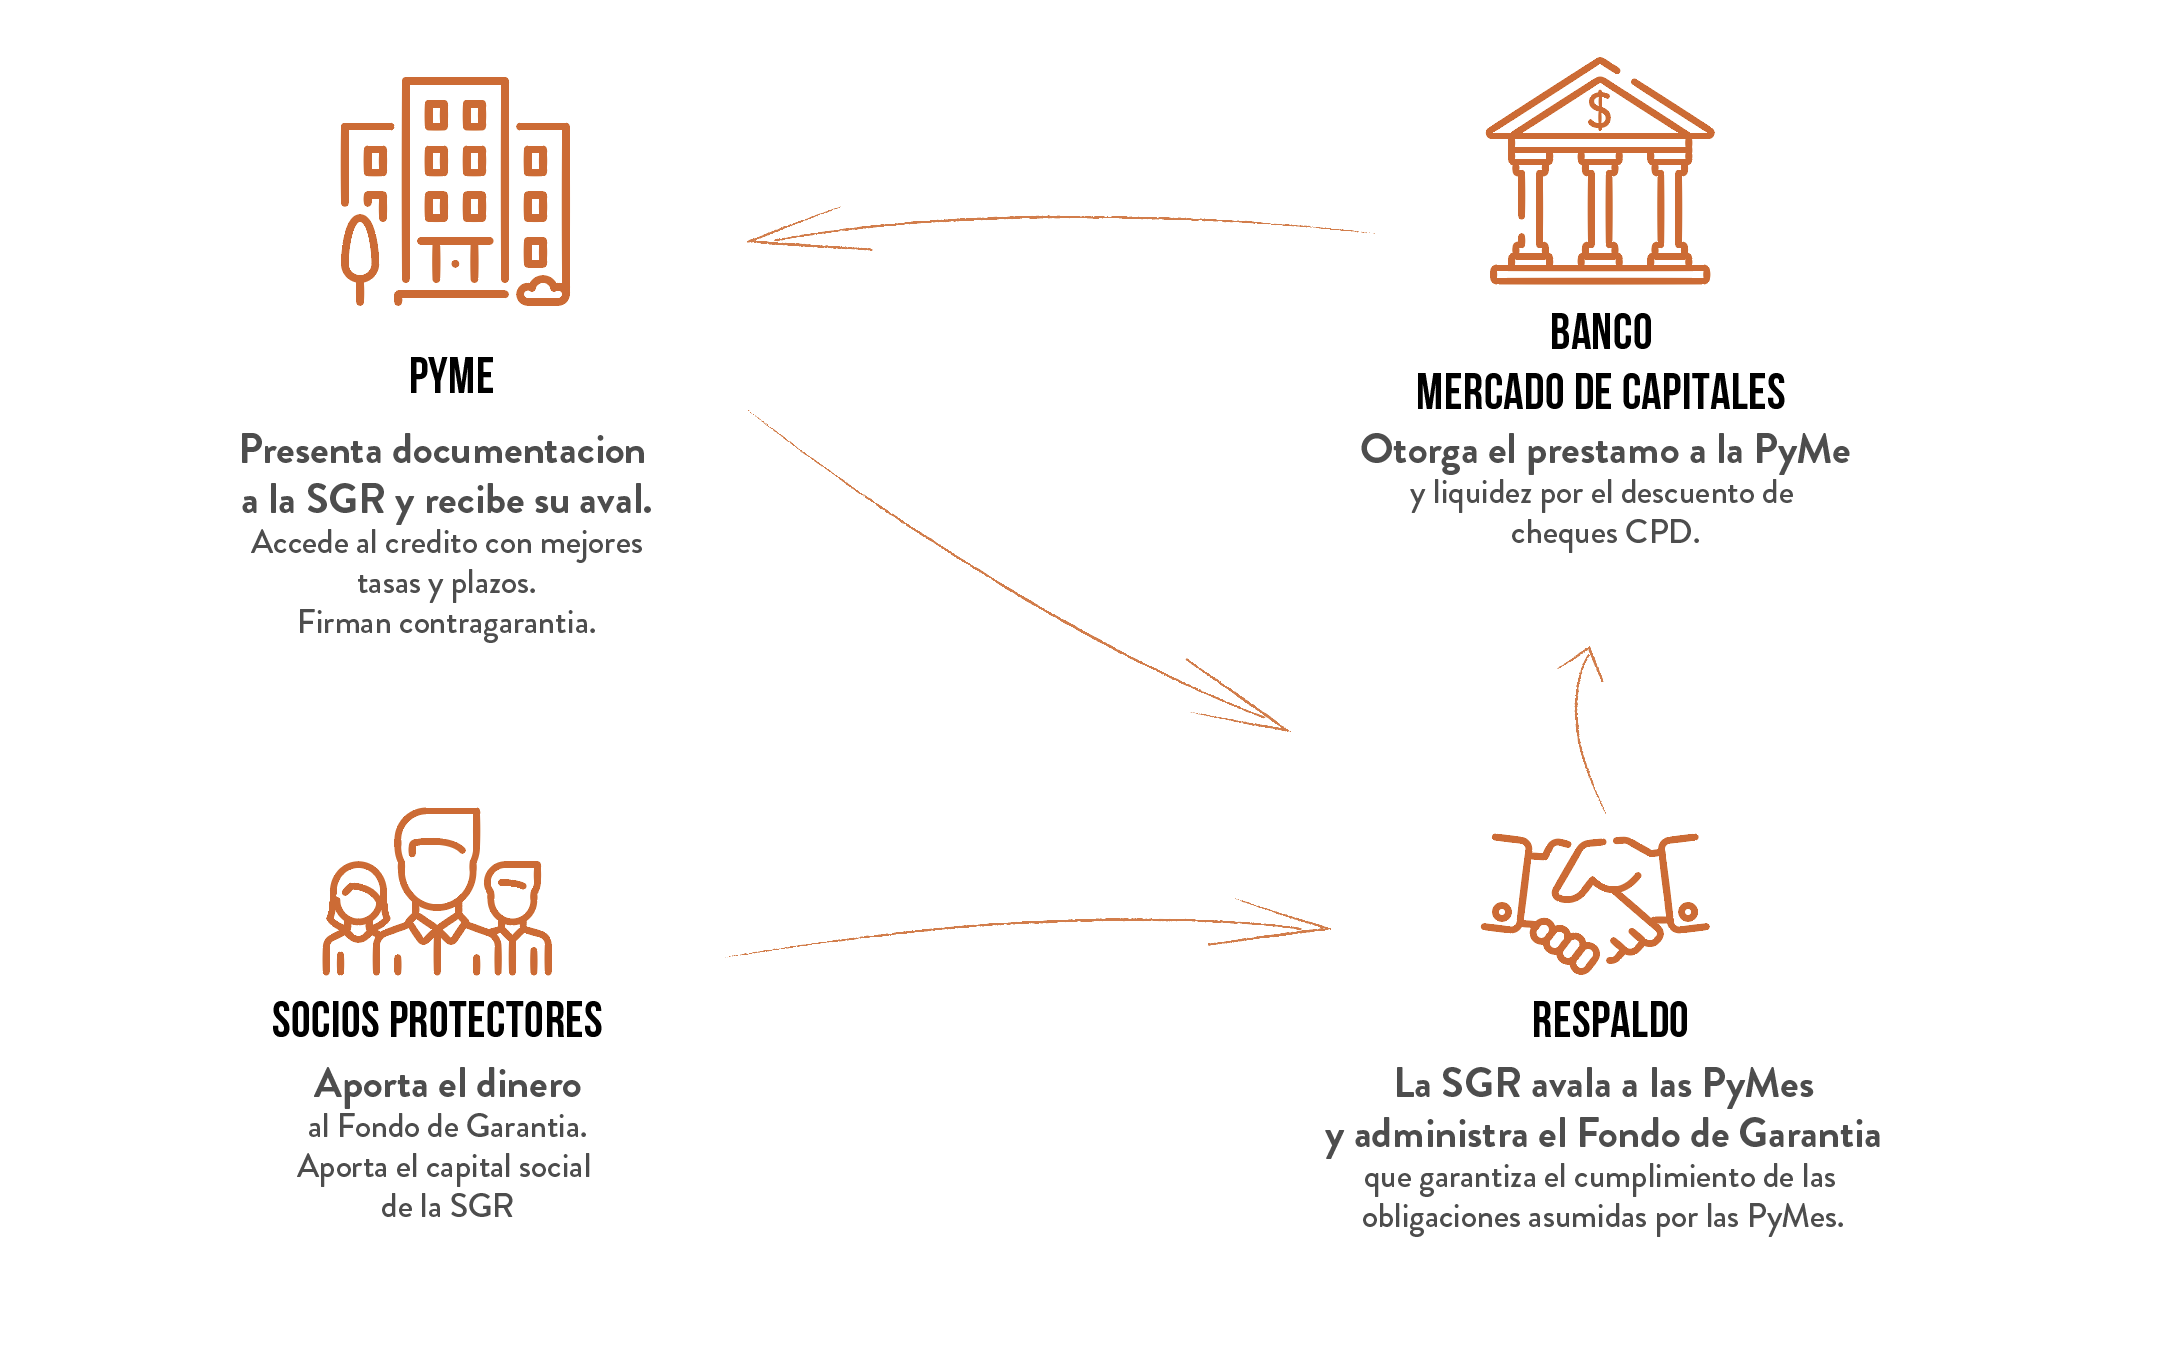 $
PYME
Presenta documentacion
a la SGR y recibe su aval.
Accede al credito con mejores
tasas y plazos.
Firman contragarantia.
BANCO
MERCADO DE CAPITALES
Otorga el prestamo a la PyMe
y liquidez por el descuento de
cheques CPD.
SOCIOS PROTECTORES
Aporta el dinero
al Fondo de Garantia.
Aporta el capital social
de la SGR
RESPALDO
La SGR avala a las PyMes
y administra el Fondo de Garantia
que garantiza el cumplimiento de las
obligaciones asumidas por las PyMes.